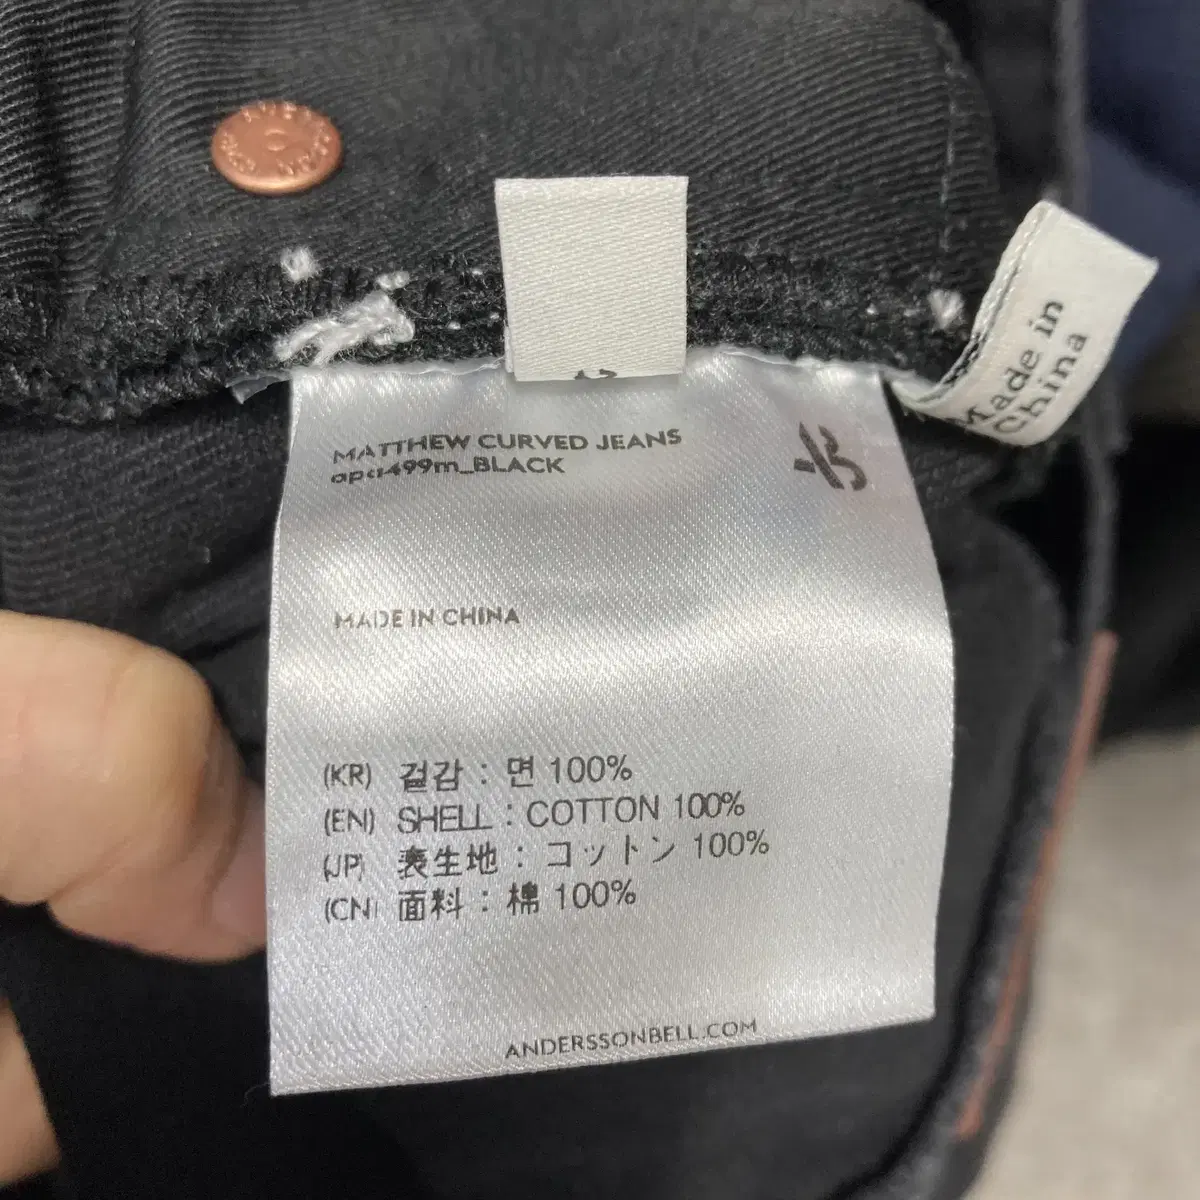 Made in
China
MATTHEW CURVED JEANS
apa499m_BLACK
MADE IN CHINA
(KR) 겉감 : 면 100%
(EN) SHELL : COTTON 100%
(JP) 表生地 : コットン 100%
(CN) 面料 : 棉 100%
ANDERSSONBELL.COM